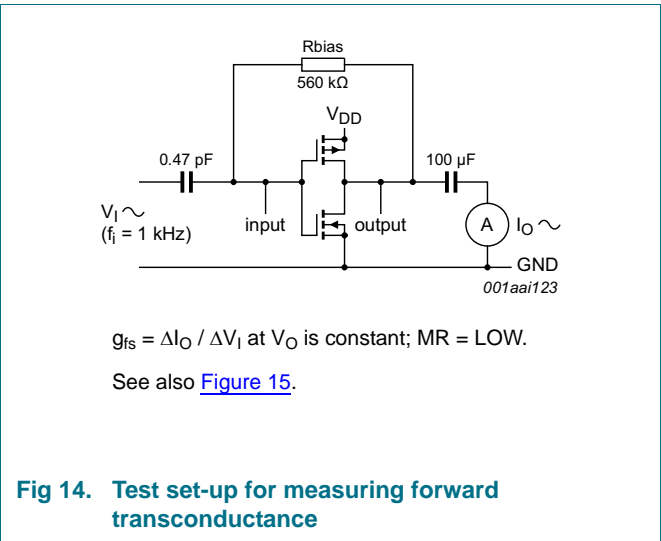 Rbias
560 kΩ
VDD
0.47 pF
100 µF
VI
(fi = 1 kHz)
input
output
A
IO
GND
001aai123
gfs = ΔIO / ΔVI at VO is constant; MR = LOW.
See also Figure 15.
Fig 14. Test set-up for measuring forward
transconductance